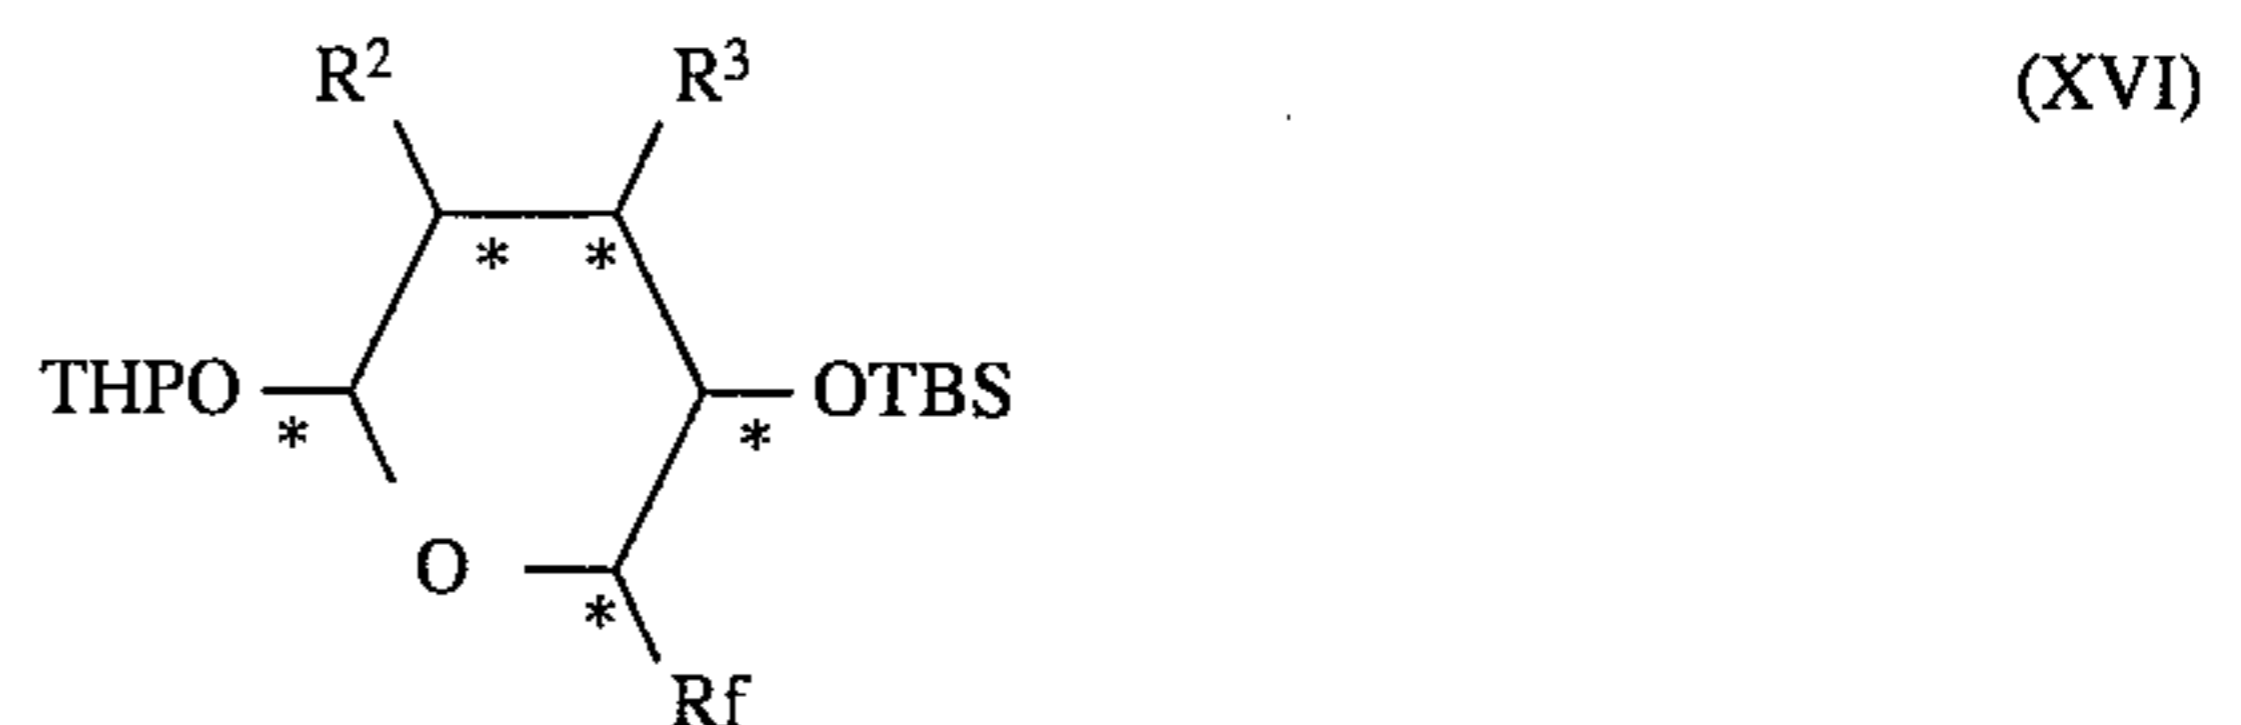 R² R³ (XVI)
* *
THPO OTBS
* *
O
*
Rf